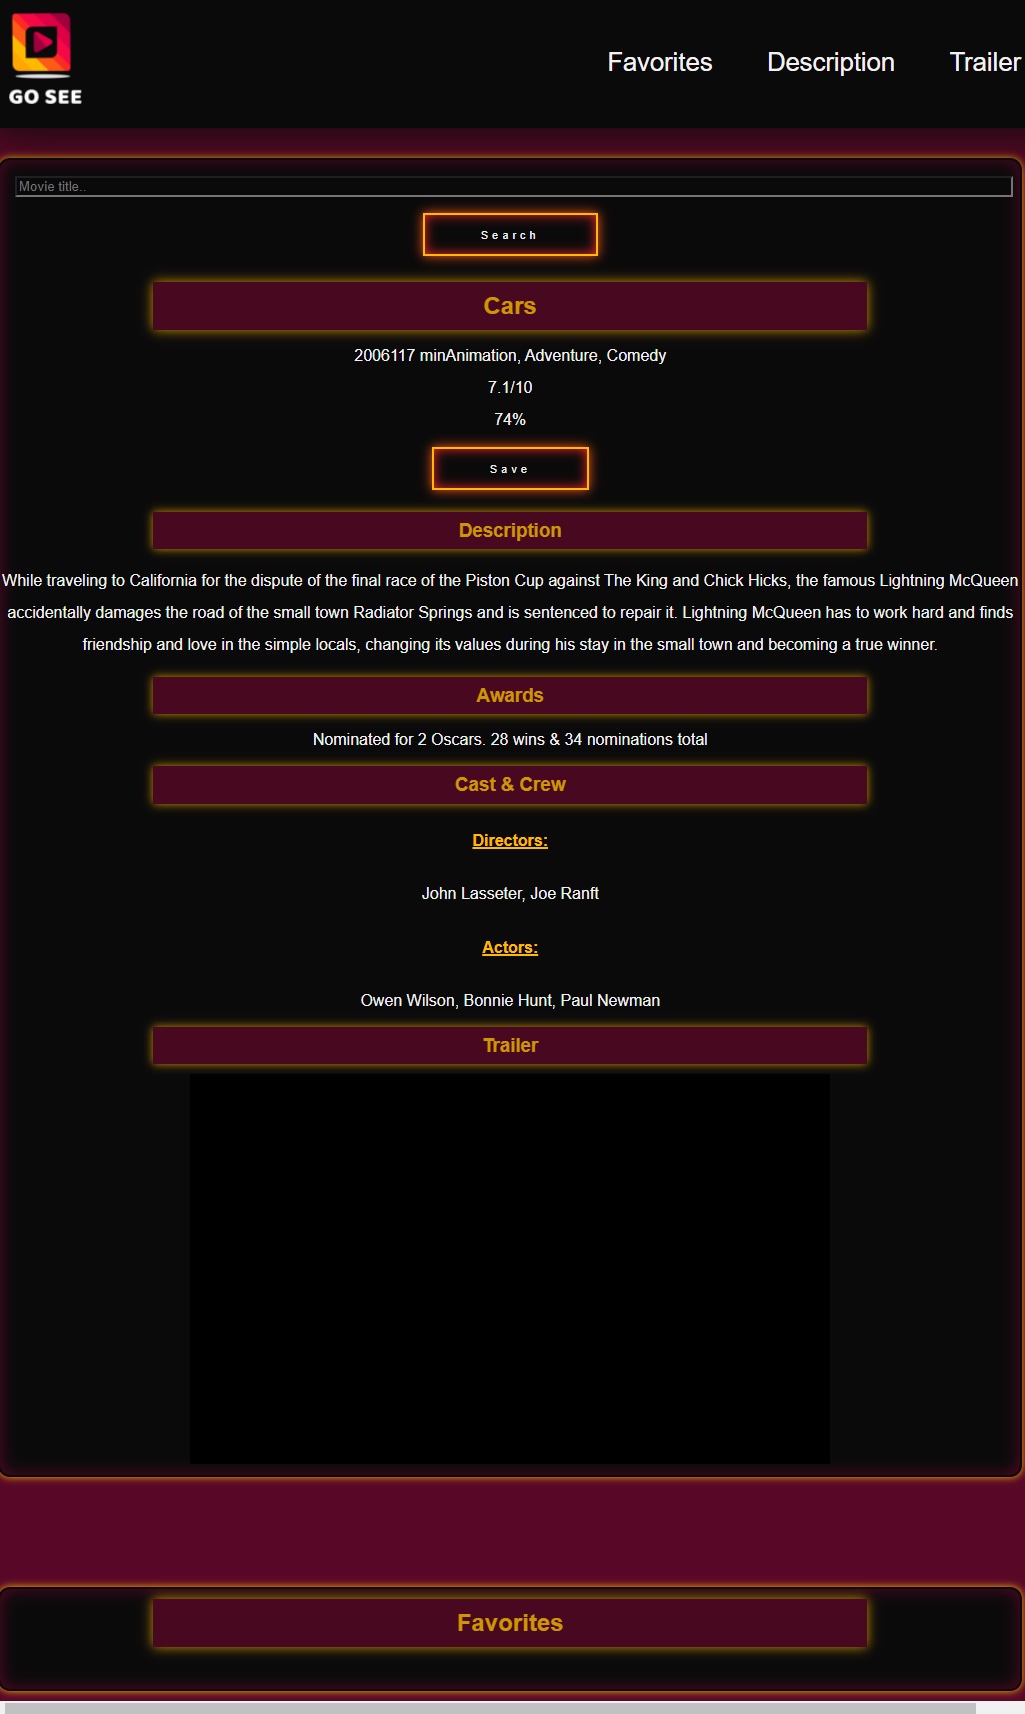 GO SEE
Favorites Description Trailer
Movie title..
Search
Cars
2006117 minAnimation, Adventure, Comedy
7.1/10
74%
Save
Description
While traveling to California for the dispute of the final race of the Piston Cup against The King and Chick Hicks, the famous Lightning McQueen
accidentally damages the road of the small town Radiator Springs and is sentenced to repair it. Lightning McQueen has to work hard and finds
friendship and love in the simple locals, changing its values during his stay in the small town and becoming a true winner.
Awards
Nominated for 2 Oscars. 28 wins & 34 nominations total
Cast & Crew
Directors:
John Lasseter, Joe Ranft
Actors:
Owen Wilson, Bonnie Hunt, Paul Newman
Trailer
Favorites